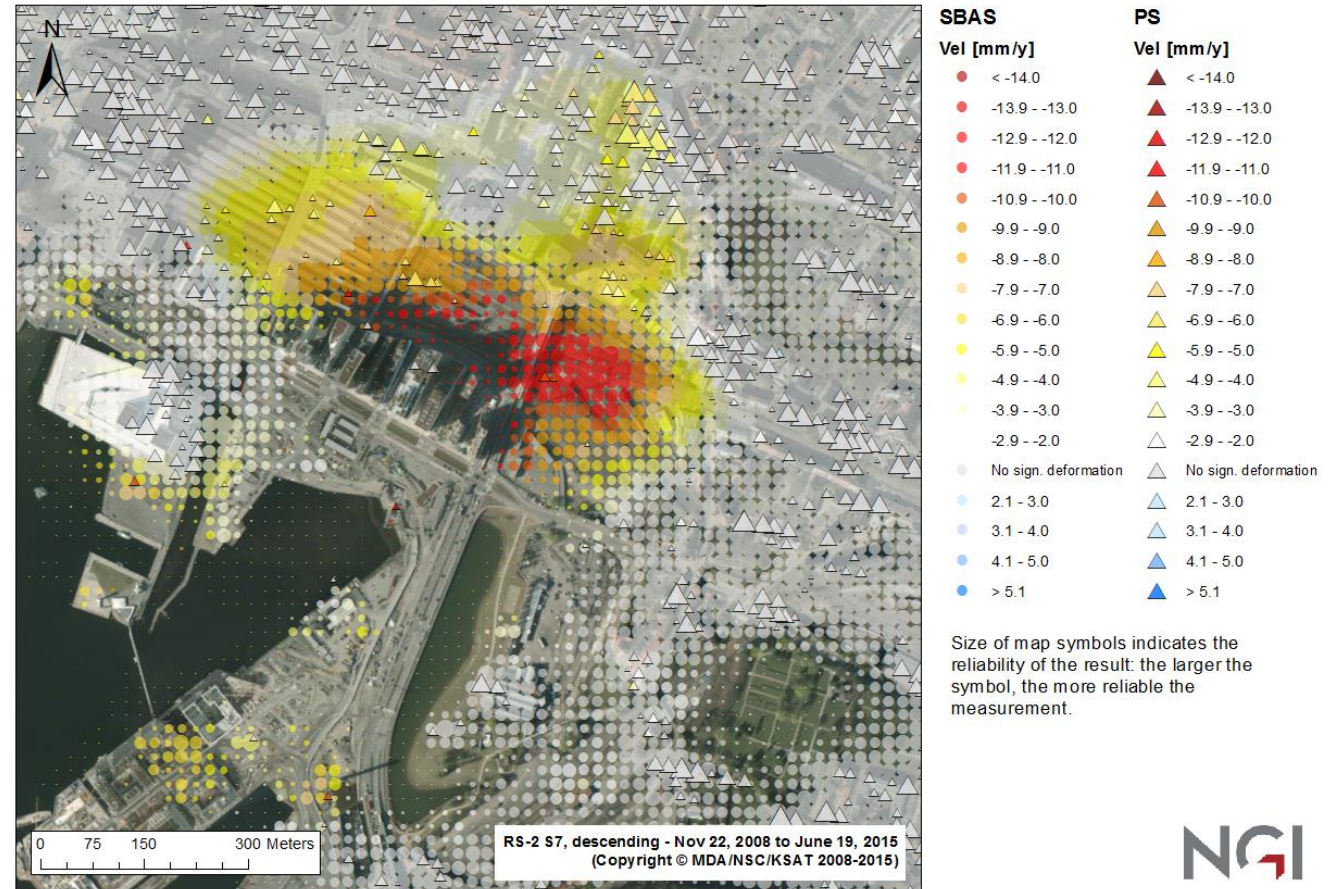 N
0 75 150 300 Meters
RS-2 S7, descending - Nov 22, 2008 to June 19, 2015
(Copyright © MDA/NSC/KSAT 2008-2015)
SBAS
Vel [mm/y]
< -14.0
-13.9 - -13.0
-12.9 - -12.0
-11.9 - -11.0
-10.9 - -10.0
-9.9 - -9.0
-8.9 - -8.0
-7.9 - -7.0
-6.9 - -6.0
-5.9 - -5.0
-4.9 - -4.0
-3.9 - -3.0
-2.9 - -2.0
No sign. deformation
2.1 - 3.0
3.1 - 4.0
4.1 - 5.0
> 5.1
PS
Vel [mm/y]
< -14.0
-13.9 - -13.0
-12.9 - -12.0
-11.9 - -11.0
-10.9 - -10.0
-9.9 - -9.0
-8.9 - -8.0
-7.9 - -7.0
-6.9 - -6.0
-5.9 - -5.0
-4.9 - -4.0
-3.9 - -3.0
-2.9 - -2.0
No sign. deformation
2.1 - 3.0
3.1 - 4.0
4.1 - 5.0
> 5.1
Size of map symbols indicates the
reliability of the result: the larger the
symbol, the more reliable the
measurement.
NGI